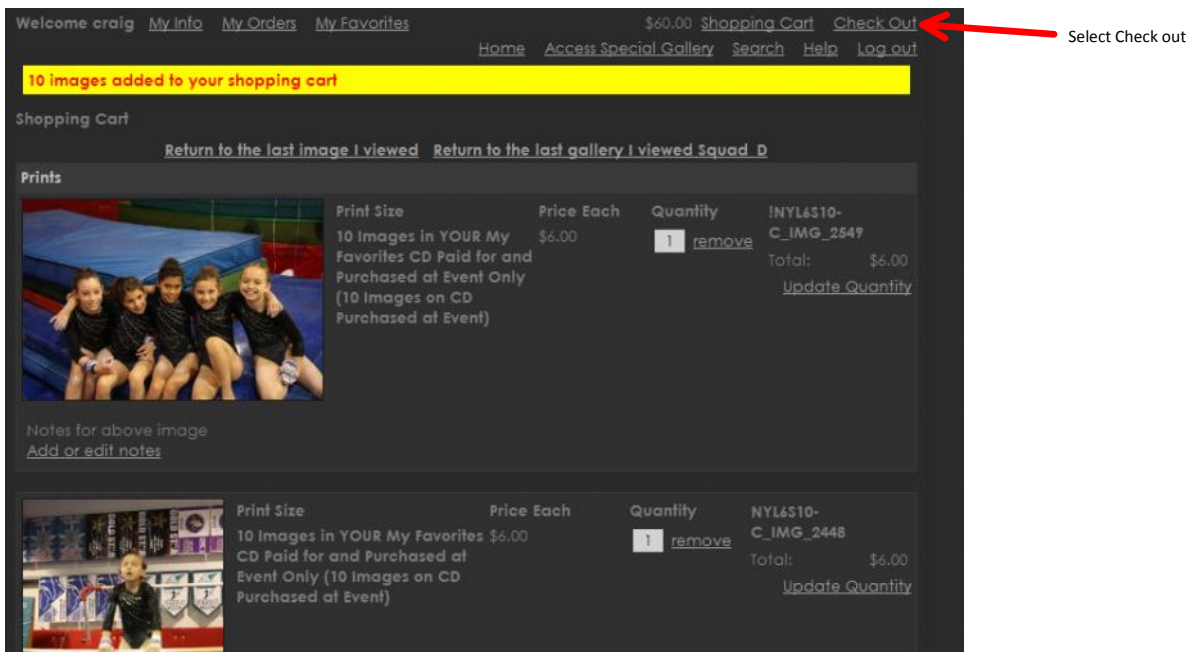 Welcome craig My Info My Orders My Favorites $60.00 Shopping Cart Check Out
Select Check out
Home Access Special Gallery Search Help Log out
10 images added to your shopping cart
Shopping Cart
Return to the last image I viewed Return to the last gallery I viewed Squad_D
Prints
Print Size Price Each Quantity !NYL6S10-
C_IMG_2549
10 Images in YOUR My $6.00 1 remove
Favorites CD Paid for and
Purchased at Event Only
(10 Images on CD
Purchased at Event)
Total: $6.00
Update Quantity
Notes for above image
Add or edit notes
Print Size Price Each Quantity NYL6S10-
C_IMG_2448
10 Images in YOUR My Favorites $6.00 1 remove
CD Paid for and Purchased at
Event Only (10 Images on CD
Purchased at Event)
Total: $6.00
Update Quantity